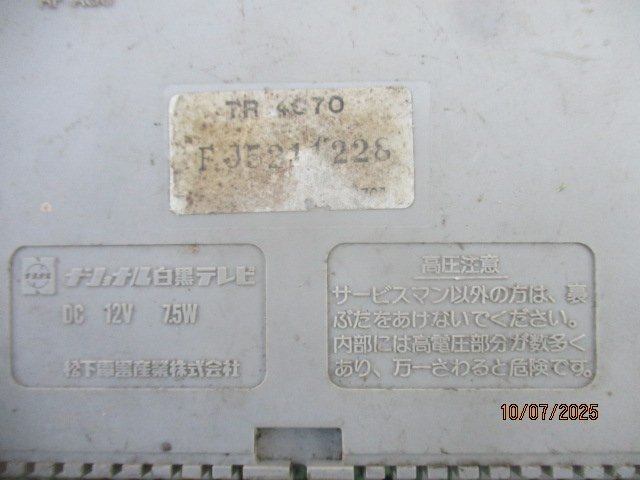 TR 4C70
ナショナル白黒テレビ
DC 12V 7.5W
松下電器産業株式会社
高圧注意
サービスマン以外の方は、裏
ぶたをあけないでください。
内部には高電圧部分が数多く
あり、万一さわると危険です。
10/07/2025